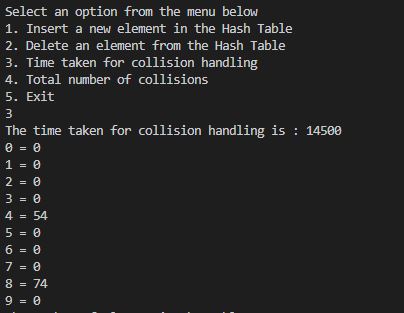 Select an option from the menu below
1. Insert a new element in the Hash Table
2. Delete an element from the Hash Table
3. Time taken for collision handling
4. Total number of collisions
5. Exit
3
The time taken for collision handling is : 14500
0 = 0
1 = 0
2 = 0
3 = 0
4 = 54
5 = 0
6 = 0
7 = 0
8 = 74
9 = 0